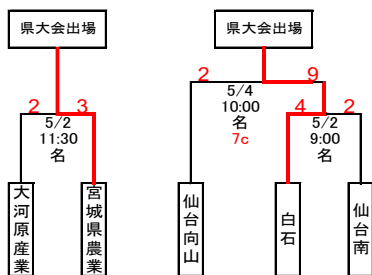 県大会出場
県大会出場
2 9
2 3
5/4
10:00
名
7c
4 2
5/2
11:30
名
5/2
9:00
名
大河原産業
宮城県農業
仙台向山
白石
仙台南